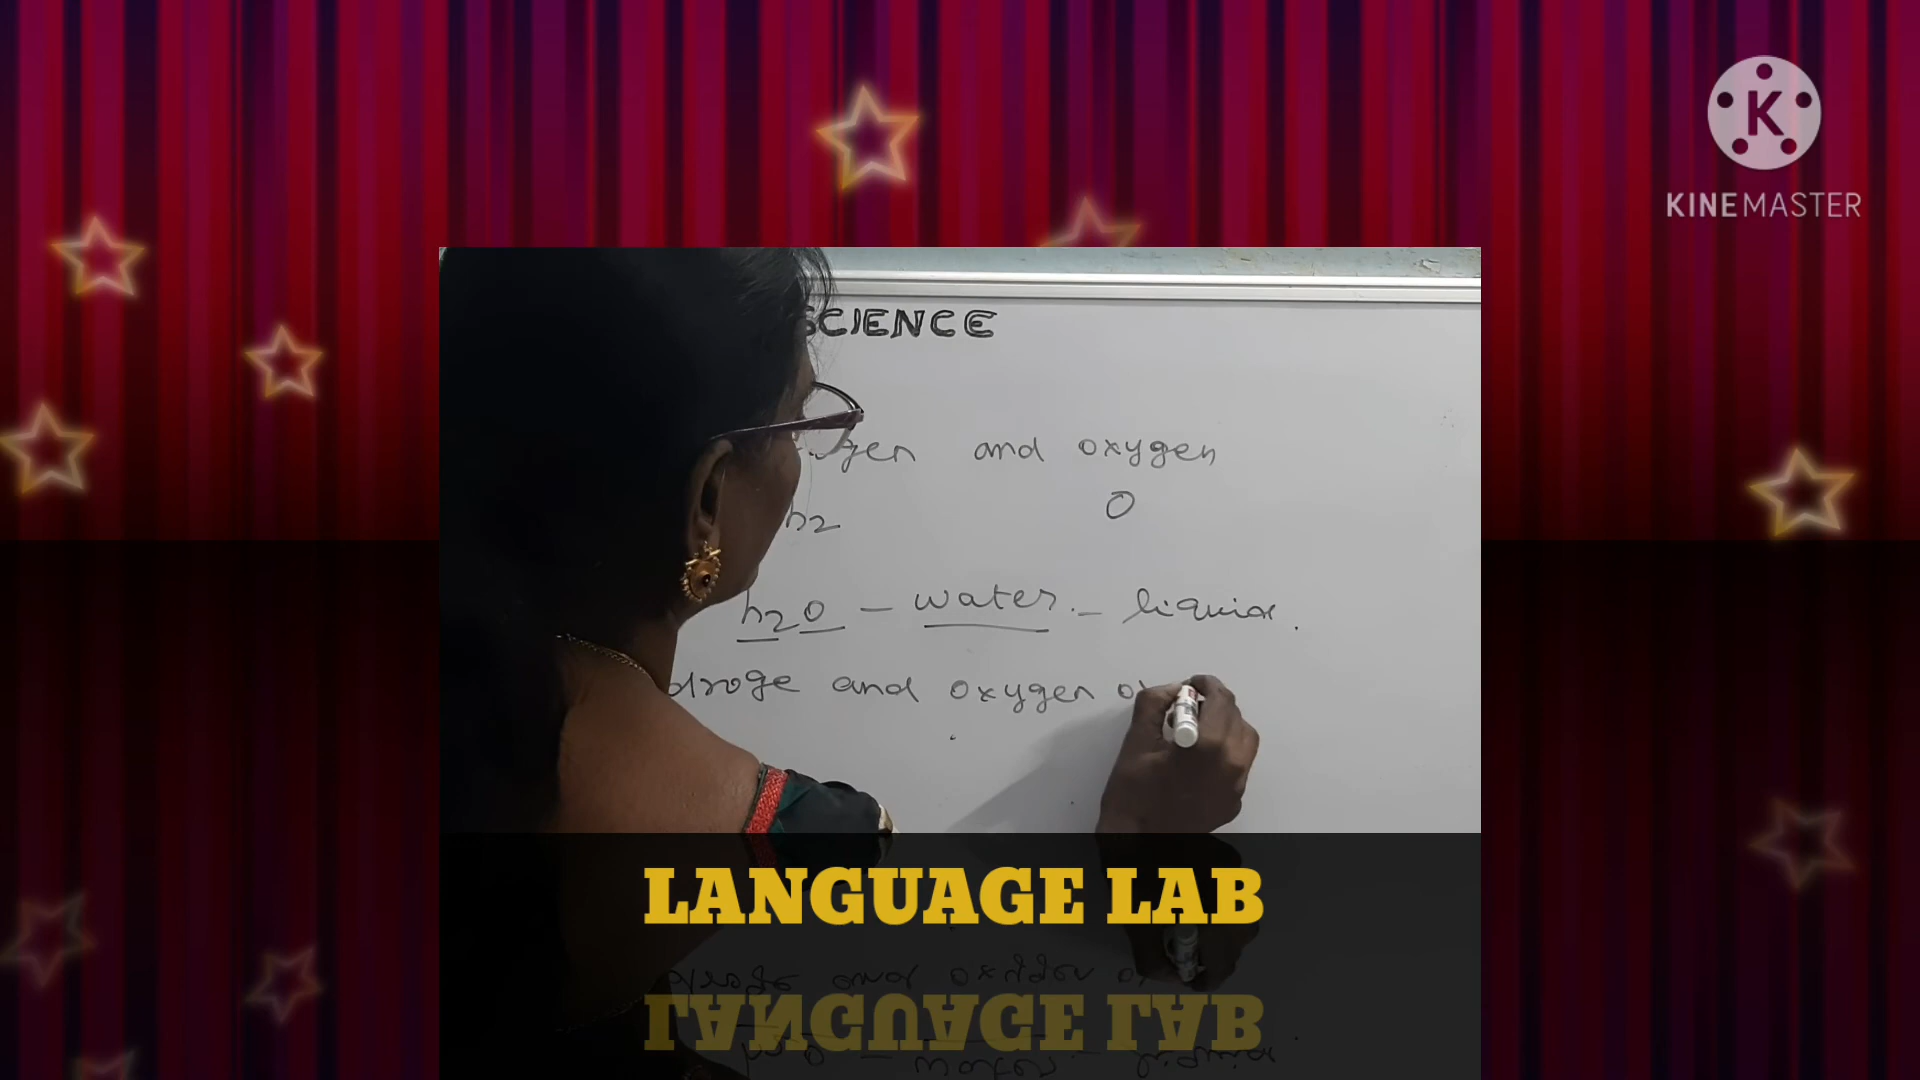 KINEMASTER
SCIENCE
gen and oxygen
h2 O
h2O – water. – liquid.
droge and oxygen
LANGUAGE LAB